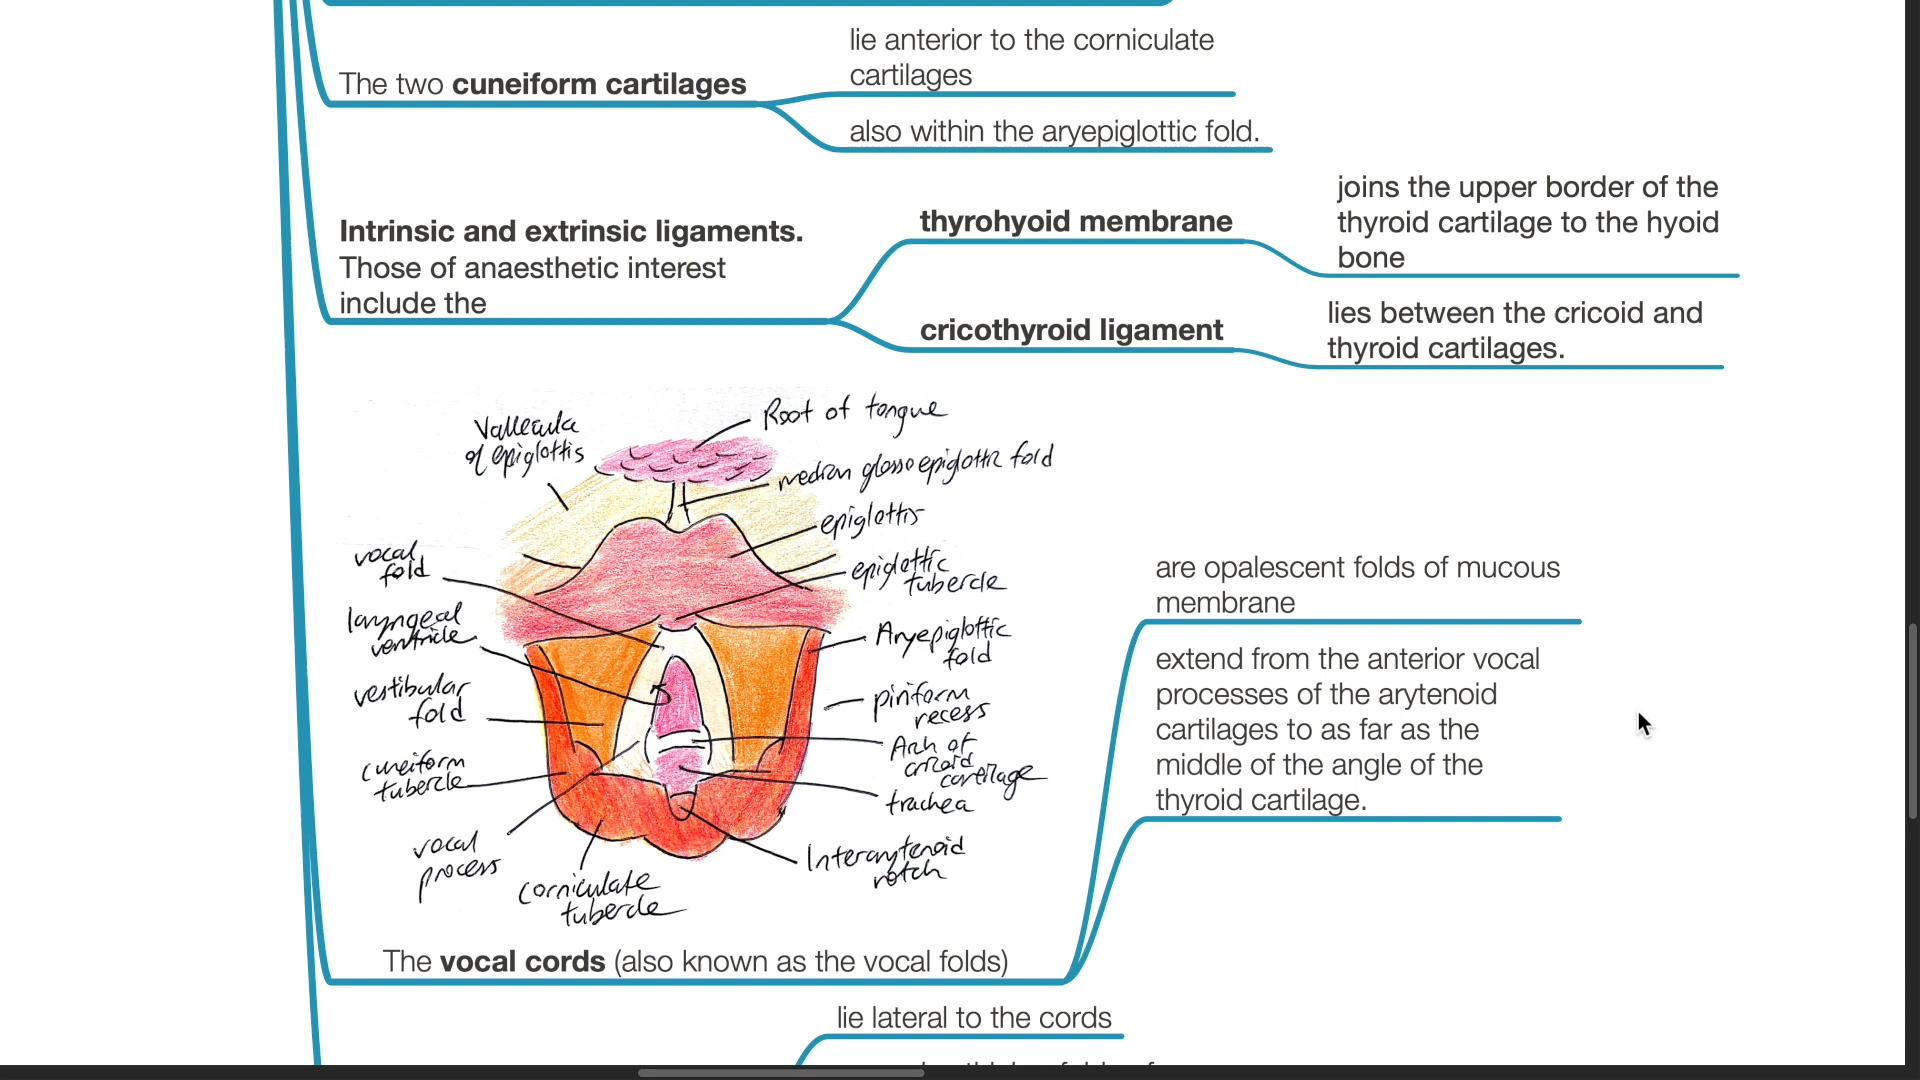 lie anterior to the corniculate
cartilages
The two cuneiform cartilages
also within the aryepiglottic fold.
Intrinsic and extrinsic ligaments.
Those of anaesthetic interest
include the
thyrohyoid membrane
joins the upper border of the
thyroid cartilage to the hyoid
bone
cricothyroid ligament
lies between the cricoid and
thyroid cartilages.
Vallecula
of epiglottis
Root of tongue
median glossoepiglottic fold
epiglottis
epiglottic
tubercle
vocal
fold
laryngeal
ventricle
Aryepiglottic
fold
vestibular
fold
piriform
recess
cuneiform
tubercle
Arch of
cricoid
cartilage
trachea
vocal
process
corniculate
tubercle
Interarytenoid
notch
The vocal cords (also known as the vocal folds)
are opalescent folds of mucous
membrane
extend from the anterior vocal
processes of the arytenoid
cartilages to as far as the
middle of the angle of the
thyroid cartilage.
lie lateral to the cords